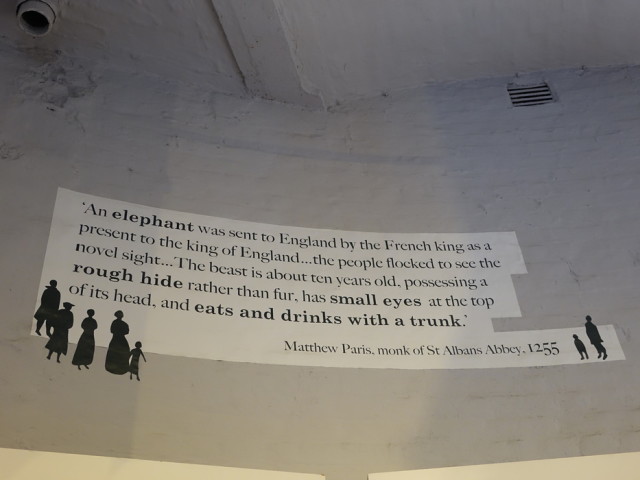 'An elephant was sent to England by the French king as a
present to the king of England...the people flocked to see the
novel sight...The beast is about ten years old, possessing a
rough hide rather than fur, has small eyes at the top
of its head, and eats and drinks with a trunk.'
Matthew Paris, monk of St Albans Abbey, 1255